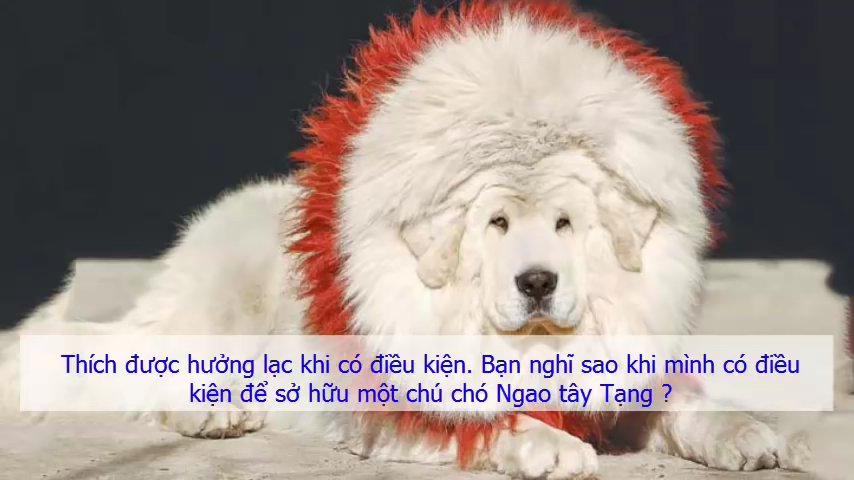 Thích được hưởng lạc khi có điều kiện. Bạn nghĩ sao khi mình có điều
kiện để sở hữu một chú chó Ngao tây Tạng ?